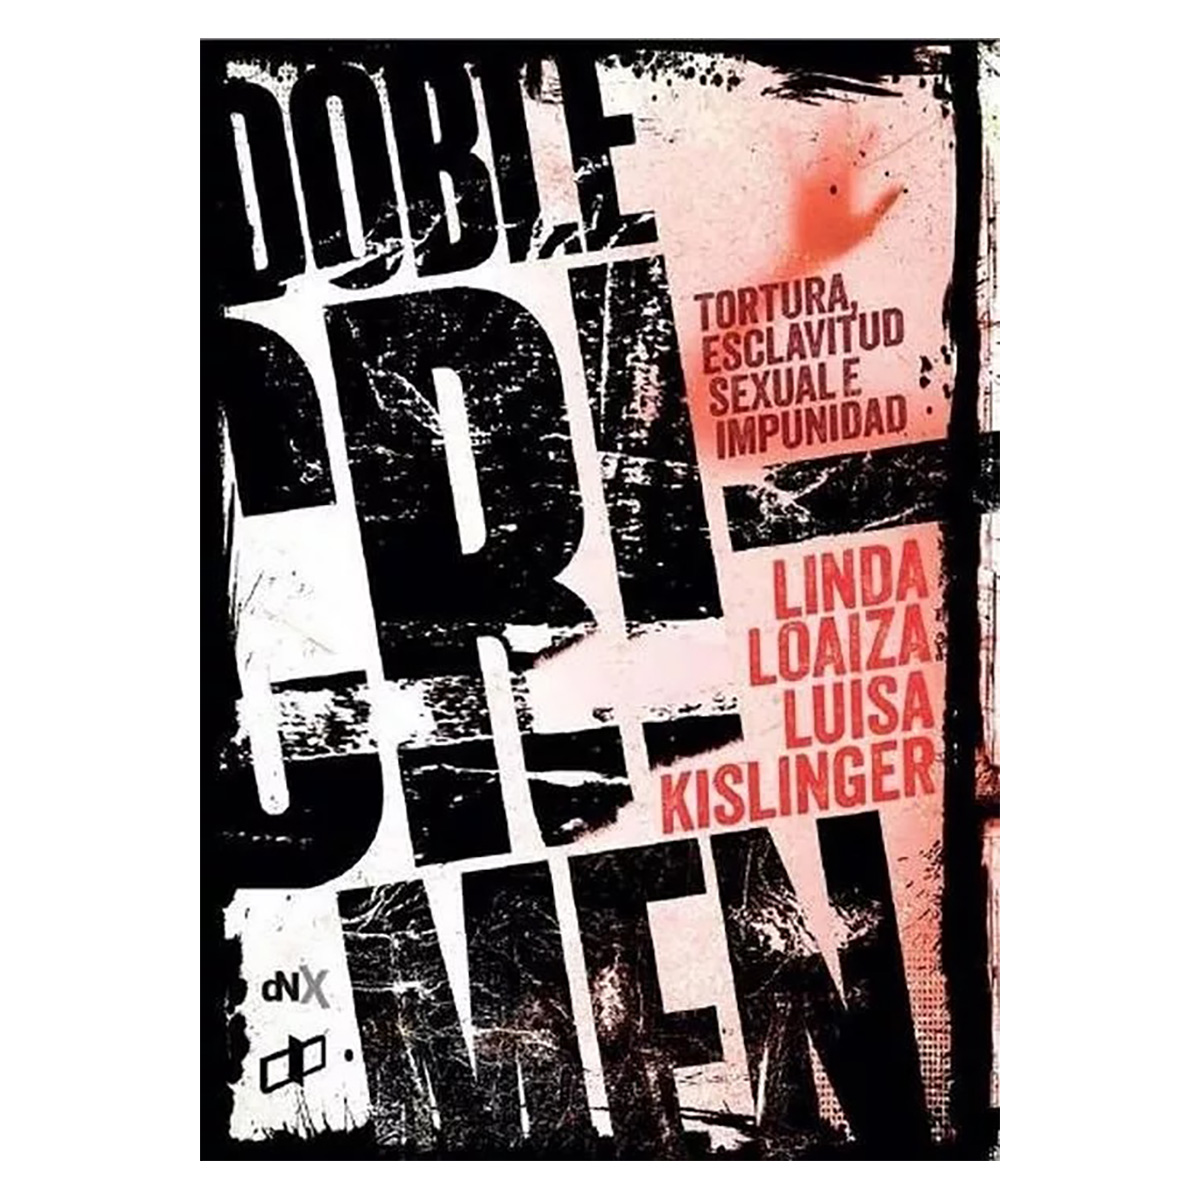 DOBLE
CRI
MEN
TORTURA,
ESCLAVITUD
SEXUAL E
IMPUNIDAD
LINDA
LOAIZA
LUISA
KISLINGER
dNX